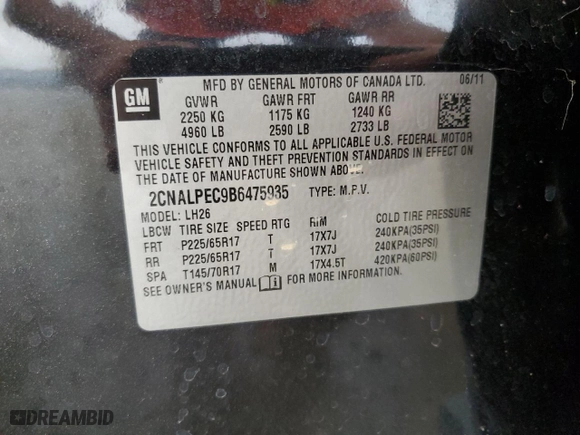 GM
MFD BY GENERAL MOTORS OF CANADA LTD. 06/11
GVWR GAWR FRT GAWR RR
2250 KG 1175 KG 1240 KG
4960 LB 2590 LB 2733 LB
THIS VEHICLE CONFORMS TO ALL APPLICABLE U.S. FEDERAL MOTOR
VEHICLE SAFETY AND THEFT PREVENTION STANDARDS IN EFFECT ON
THE DATE OF MANUFACTURE SHOWN ABOVE.
2CNALPEC9B6475935 TYPE: M.P.V.
MODEL: LH26
LBCW TIRE SIZE SPEED RTG RIM COLD TIRE PRESSURE
FRT P225/65R17 T 17X7J 240KPA(35PSI)
RR P225/65R17 T 17X7J 240KPA(35PSI)
SPA T145/70R17 M 17X4.5T 420KPA(60PSI)
SEE OWNER'S MANUAL FOR MORE INFORMATION.
DREAMBID